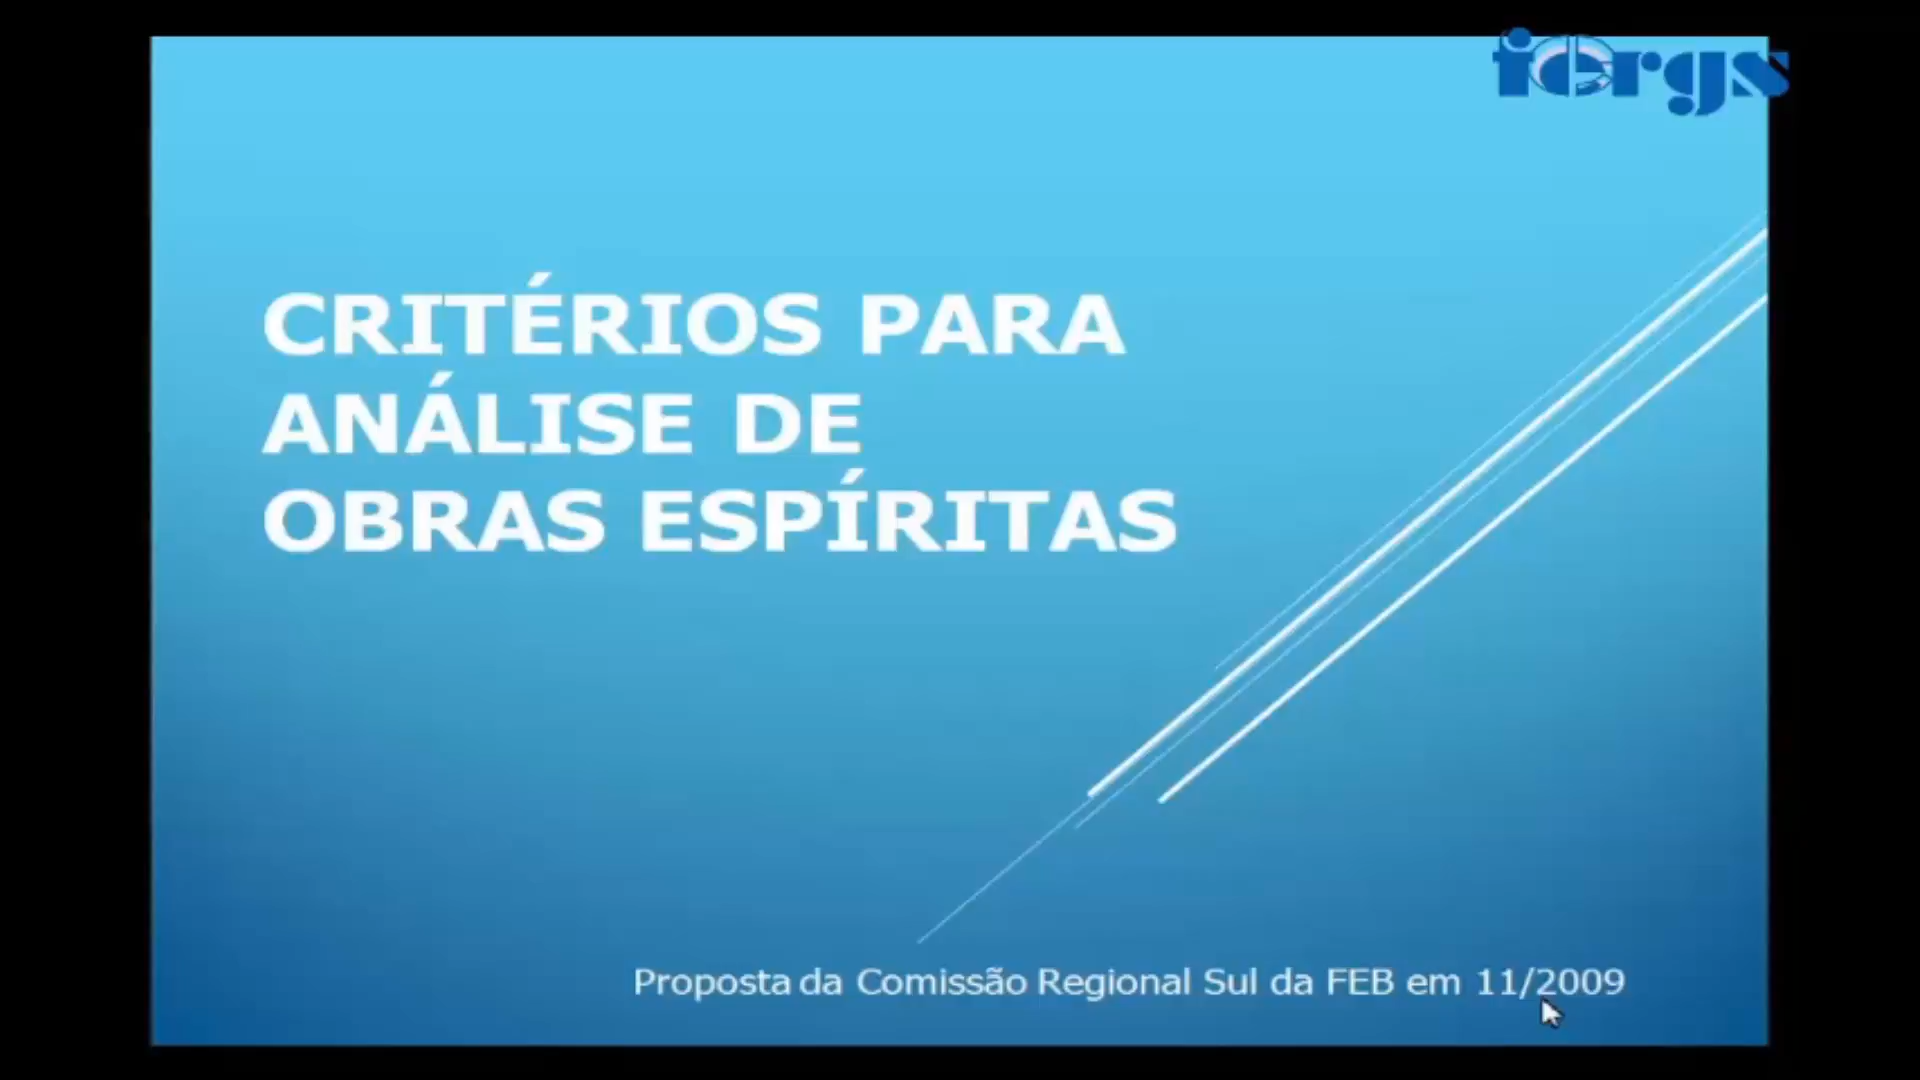 fergs
CRITÉRIOS PARA
ANÁLISE DE
OBRAS ESPÍRITAS
Proposta da Comissão Regional Sul da FEB em 11/2009